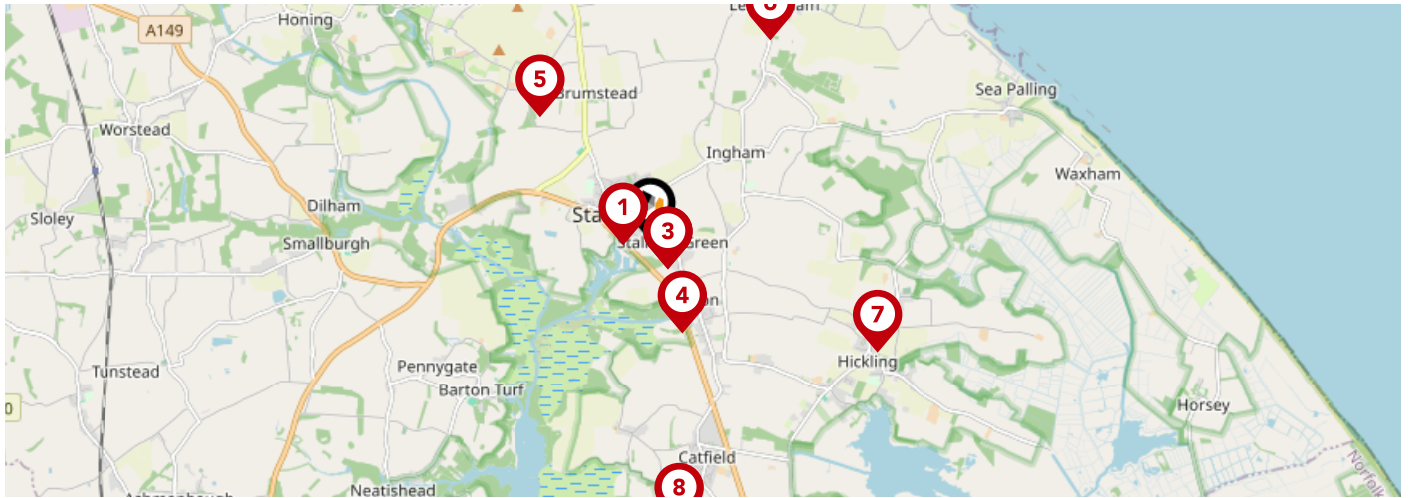 Honing
A149
5
Brumstead
Sea Palling
Worstead
Ingham
Waxham
1
3
Dilham
Sloley
Smallburgh
Green
4
7
Pennygate
Hickling
Tunstead
Barton Turf
Horsey
Catfield
8
Neatishead
Norfolk